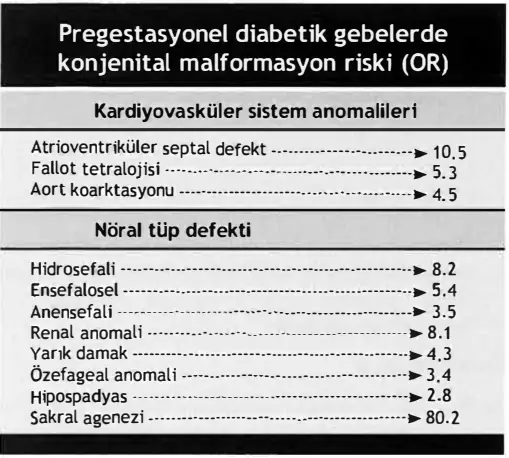 Pregestasyonel diabetik gebelerde
konjenital malformasyon riski (OR)
Kardiyovasküler sistem anomalileri
Atrioventriküler septal defekt 10.5
Fallot tetralojisi 5.3
Aort koarktasyonu 4.5
Nöral tüp defekti
Hidrosefali 8.2
Ensefalosel 5.4
Anensefali 3.5
Renal anomali 8.1
Yarık damak 4.3
Özefageal anomali 3.4
Hipospadyas 2.8
Sakral agenezi 80.2